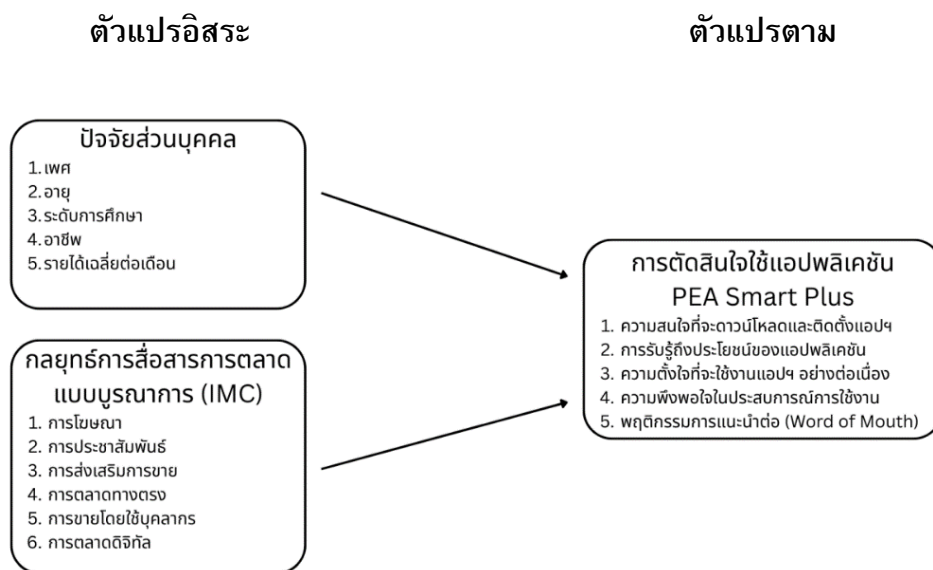 ตัวแปรอิสระ
ตัวแปรตาม
ปัจจัยส่วนบุคคล
1. เพศ
2. อายุ
3. ระดับการศึกษา
4. อาชีพ
5. รายได้เฉลี่ยต่อเดือน
กลยุทธ์การสื่อสารการตลาด
แบบบูรณาการ (IMC)
1. การโฆษณา
2. การประชาสัมพันธ์
3. การส่งเสริมการขาย
4. การตลาดทางตรง
5. การขายโดยใช้บุคลากร
6. การตลาดดิจิทัล
การตัดสินใจใช้แอปพลิเคชัน
PEA Smart Plus
1. ความสนใจที่จะดาวน์โหลดและติดตั้งแอปฯ
2. การรับรู้ถึงประโยชน์ของแอปพลิเคชัน
3. ความตั้งใจที่จะใช้งานแอปฯ อย่างต่อเนื่อง
4. ความพึงพอใจในประสบการณ์การใช้งาน
5. พฤติกรรมการแนะนำต่อ (Word of Mouth)